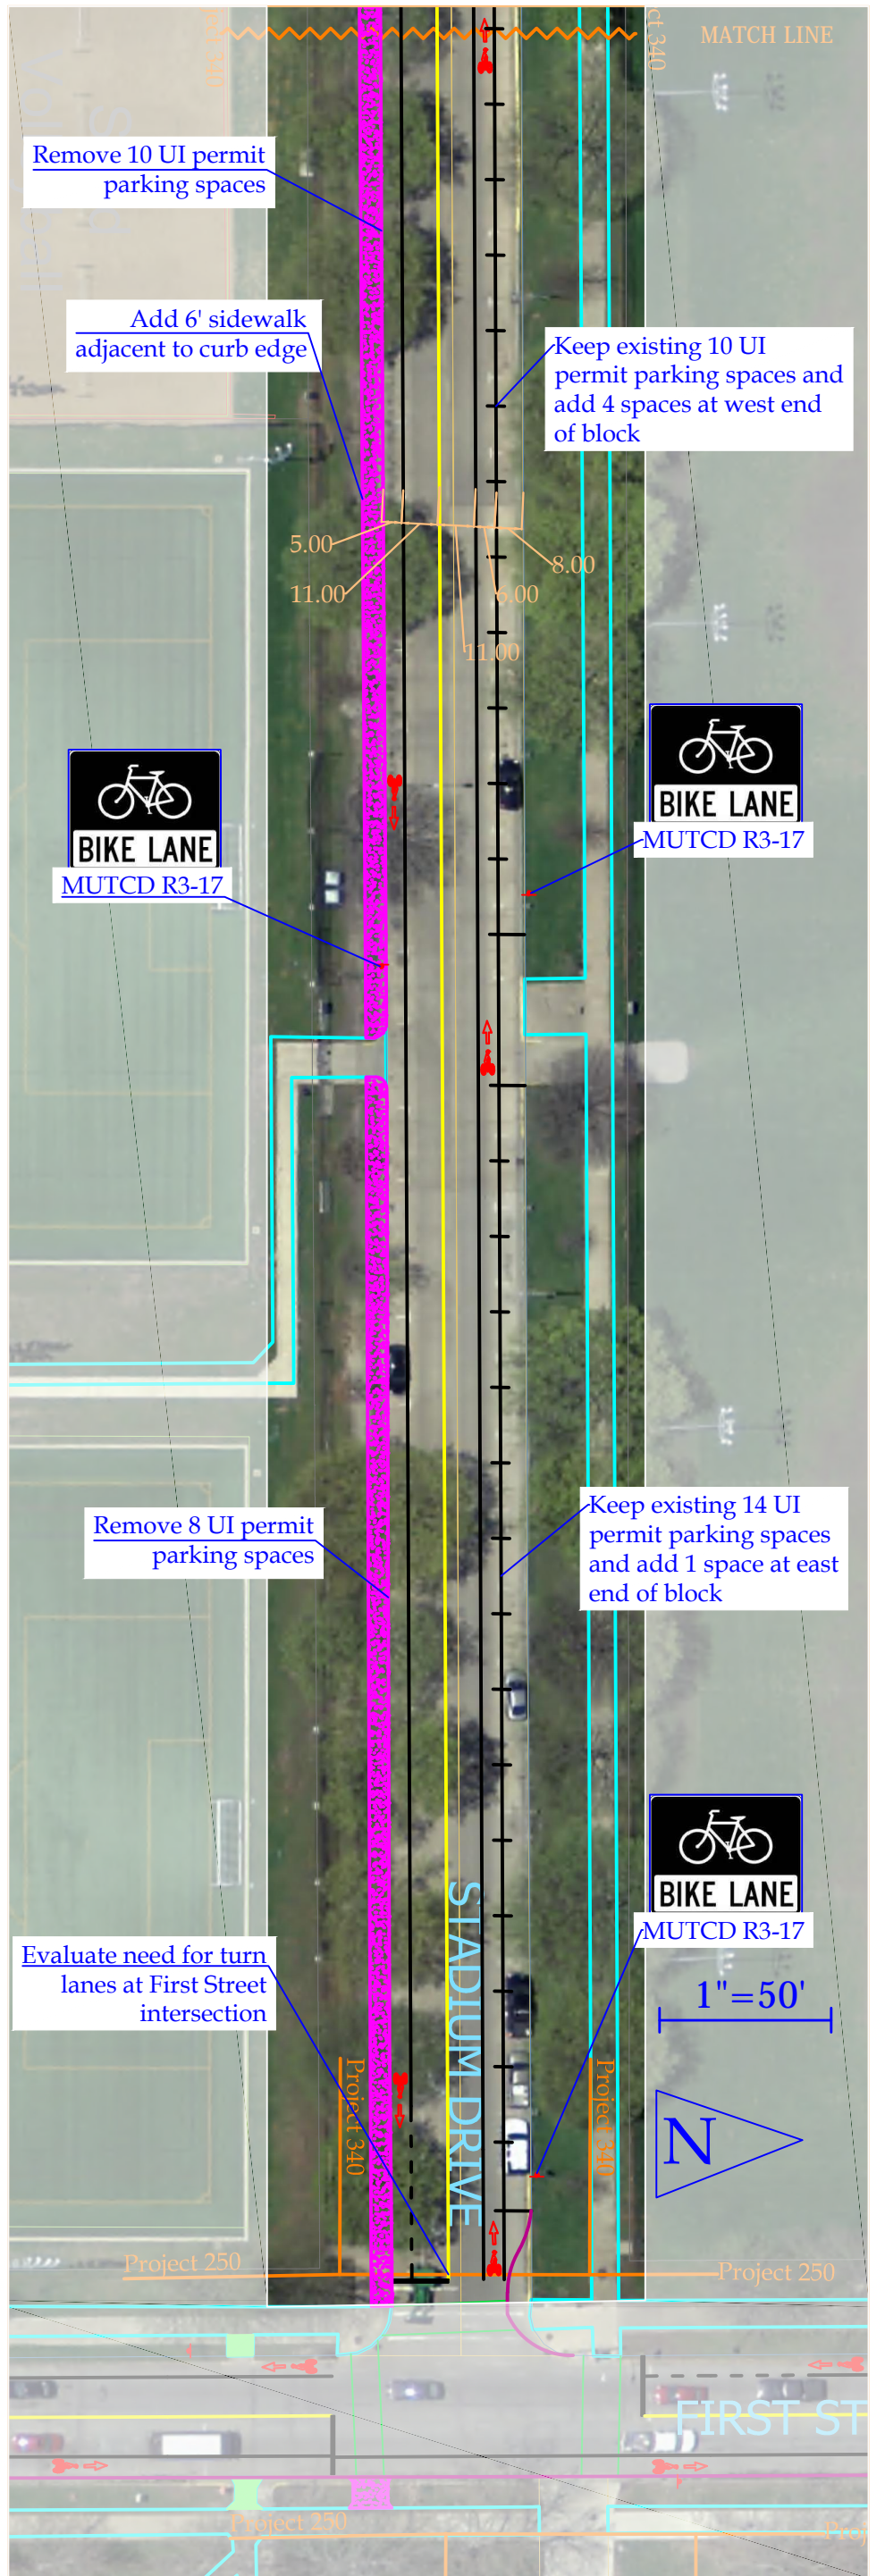 MATCH LINE
ct 340
ect 340
Remove 10 UI permit
parking spaces
Add 6' sidewalk
adjacent to curb edge
Keep existing 10 UI
permit parking spaces and
add 4 spaces at west end
of block
5.00
11.00
11.00
6.00
8.00
BIKE LANE
MUTCD R3-17
BIKE LANE
MUTCD R3-17
Remove 8 UI permit
parking spaces
Keep existing 14 UI
permit parking spaces
and add 1 space at east
end of block
BIKE LANE
MUTCD R3-17
Evaluate need for turn
lanes at First Street
intersection
STADIUM DRIVE
1"=50'
N
Project 340
Project 340
Project 250
Project 250
FIRST ST
Project 250
Proj